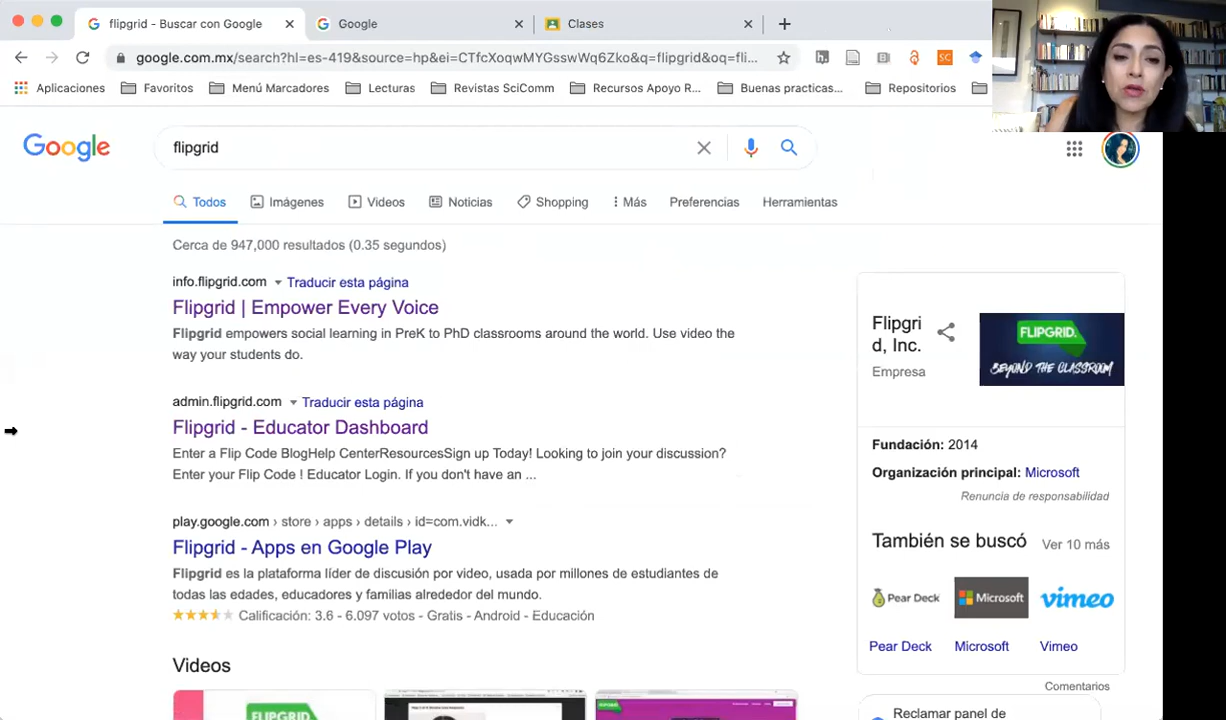 flipgrid - Buscar con Google
Google
Clases
google.com.mx/search?hl=es-419&source=hp&ei=CTfcXoqwMYGsswWq6Zko&q=flipgrid&oq=fli...
SC
Aplicaciones
Favoritos
Menú Marcadores
Lecturas
Revistas SciComm
Recursos Apoyo R...
Buenas practicas...
Repositorios
Google
flipgrid
Todos
Imágenes
Videos
Noticias
Shopping
Más
Preferencias
Herramientas
Cerca de 947,000 resultados (0.35 segundos)
info.flipgrid.com Traducir esta página
Flipgrid | Empower Every Voice
Flipgrid empowers social learning in PreK to PhD classrooms around the world. Use video the
way your students do.
admin.flipgrid.com Traducir esta página
Flipgrid - Educator Dashboard
Enter a Flip Code BlogHelp CenterResourcesSign up Today! Looking to join your discussion?
Enter your Flip Code ! Educator Login. If you don't have an ...
play.google.com › store › apps › details › id=com.vidk...
Flipgrid - Apps en Google Play
Flipgrid es la plataforma líder de discusión por video, usada por millones de estudiantes de
todas las edades, educadores y familias alrededor del mundo.
Calificación: 3.6 - 6.097 votos - Gratis - Android - Educación
Videos
FLIPGRID
Flipgri
d, Inc.
Empresa
FLIPGRID.
BEYOND THE CLASSROOM
Fundación: 2014
Organización principal: Microsoft
Renuncia de responsabilidad
También se buscó
Ver 10 más
Pear Deck
Microsoft
vimeo
Pear Deck
Microsoft
Vimeo
Comentarios
Reclamar panel de